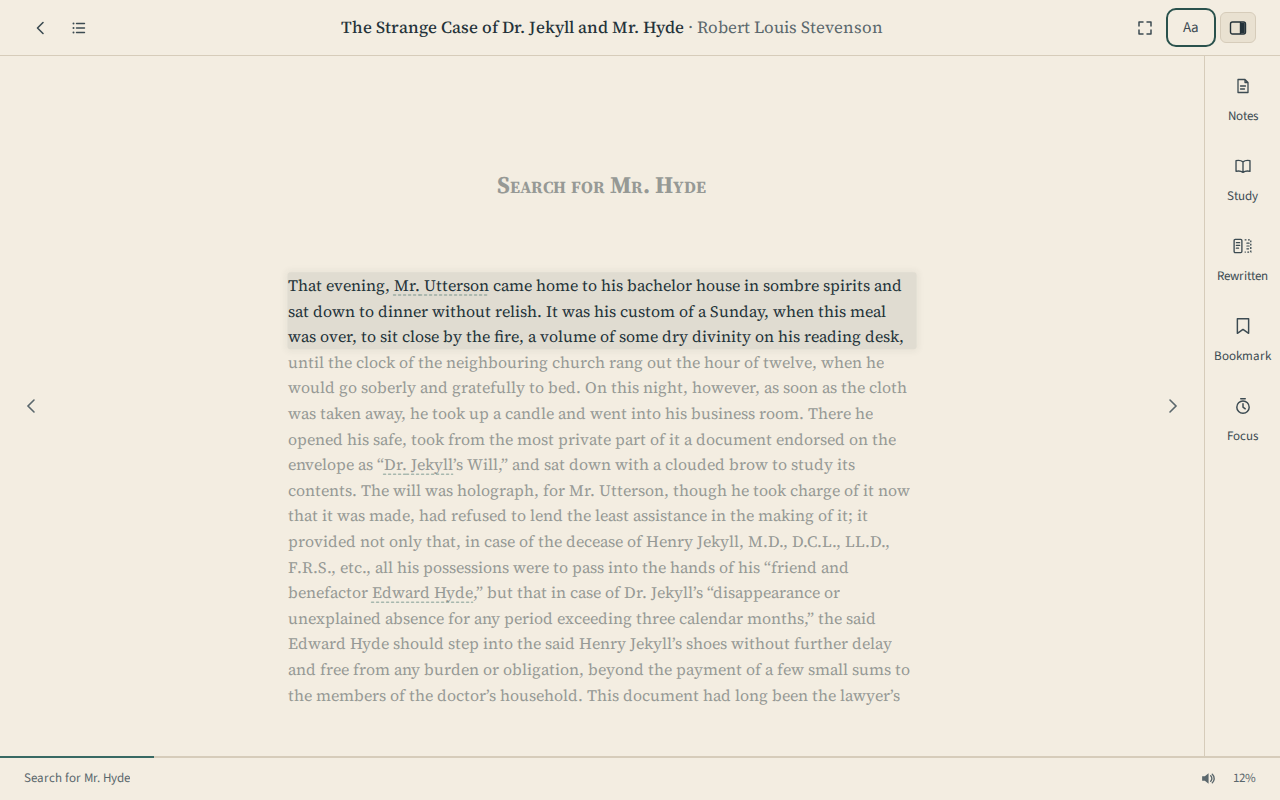 The Strange Case of Dr. Jekyll and Mr. Hyde · Robert Louis Stevenson
Aa
Notes
Study
Rewritten
Bookmark
Focus
Search for Mr. Hyde
That evening, Mr. Utterson came home to his bachelor house in sombre spirits and
sat down to dinner without relish. It was his custom of a Sunday, when this meal
was over, to sit close by the fire, a volume of some dry divinity on his reading desk,
until the clock of the neighbouring church rang out the hour of twelve, when he
would go soberly and gratefully to bed. On this night, however, as soon as the cloth
was taken away, he took up a candle and went into his business room. There he
opened his safe, took from the most private part of it a document endorsed on the
envelope as “Dr. Jekyll’s Will,” and sat down with a clouded brow to study its
contents. The will was holograph, for Mr. Utterson, though he took charge of it now
that it was made, had refused to lend the least assistance in the making of it; it
provided not only that, in case of the decease of Henry Jekyll, M.D., D.C.L., LL.D.,
F.R.S., etc., all his possessions were to pass into the hands of his “friend and
benefactor Edward Hyde,” but that in case of Dr. Jekyll’s “disappearance or
unexplained absence for any period exceeding three calendar months,” the said
Edward Hyde should step into the said Henry Jekyll’s shoes without further delay
and free from any burden or obligation, beyond the payment of a few small sums to
the members of the doctor’s household. This document had long been the lawyer’s
Search for Mr. Hyde
12%